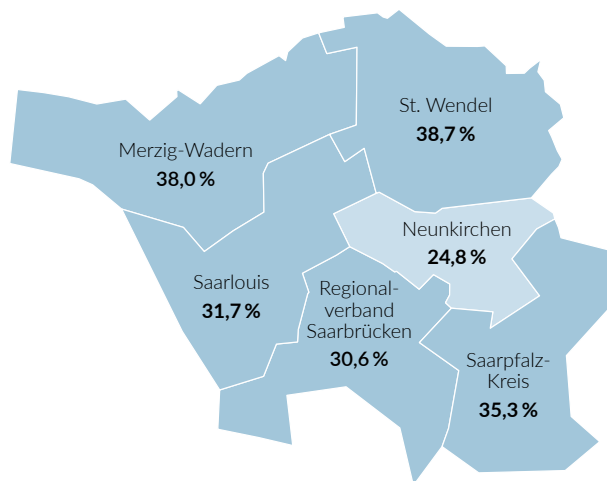 St. Wendel
38,7 %
Merzig-Wadern
38,0 %
Neunkirchen
24,8 %
Saarlouis
31,7 %
Regional-
verband
Saarbrücken
30,6 %
Saarpfalz-
Kreis
35,3 %